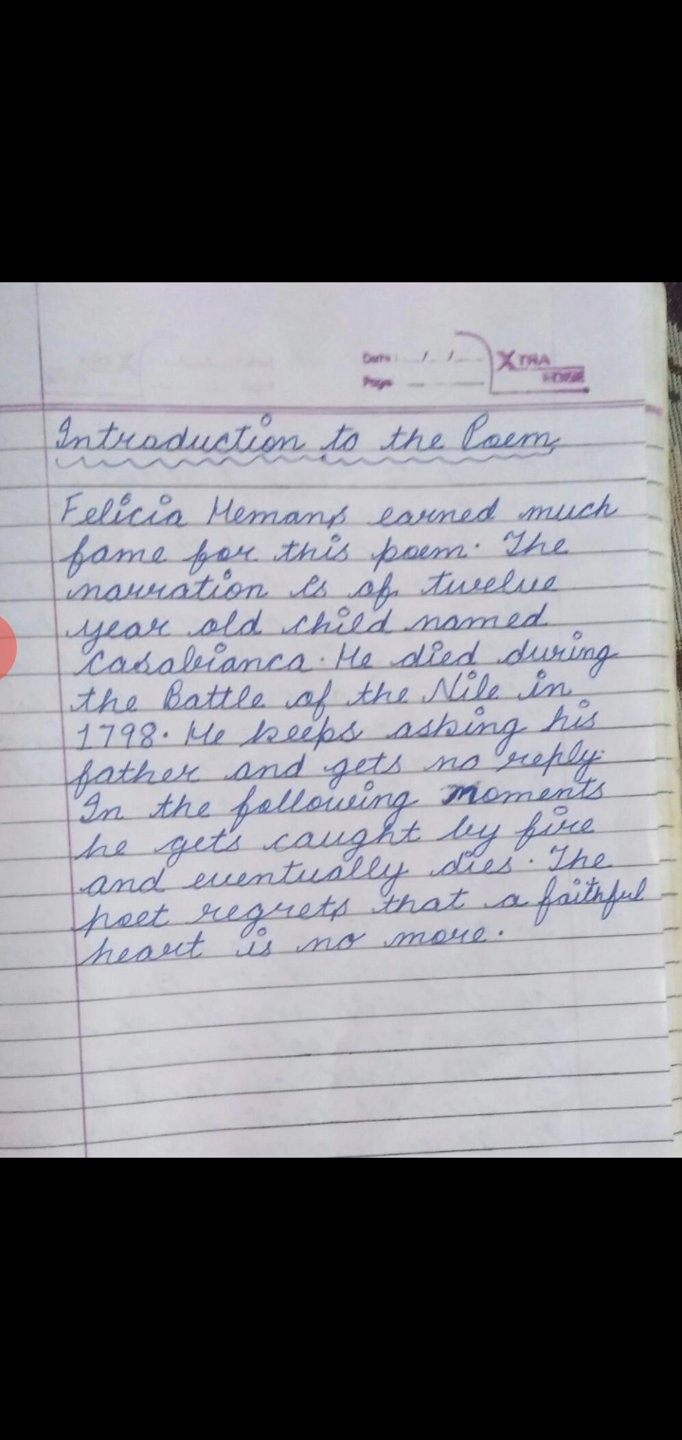 Date: / /
Page
XTRA
EDGE
Introduction to the Poem
Felicia Hemans earned much
fame for this poem. The
narration is of twelve
year old child named
Casabianca. He died during
the Battle of the Nile in
1798. He keeps asking his
father and gets no reply.
In the following moments
he gets caught by fire
and eventually dies. The
poet regrets that a faithful
heart is no more.